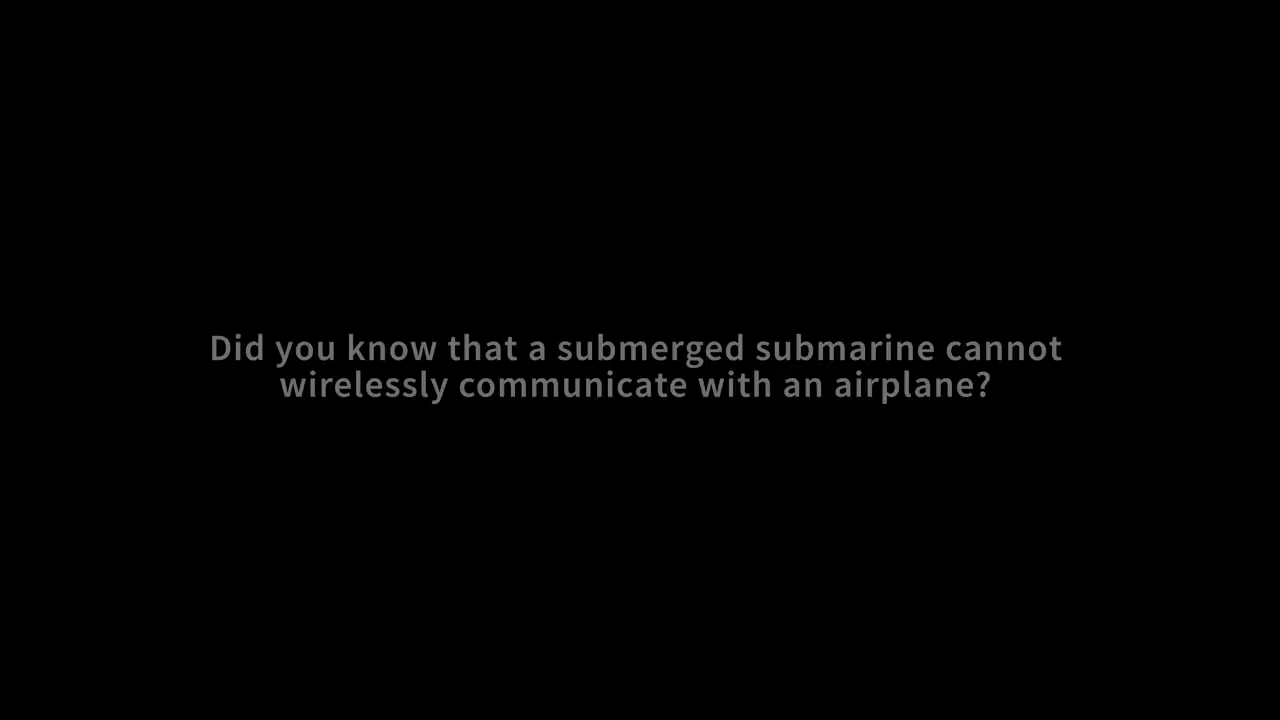 Did you know that a submerged submarine cannot
wirelessly communicate with an airplane?